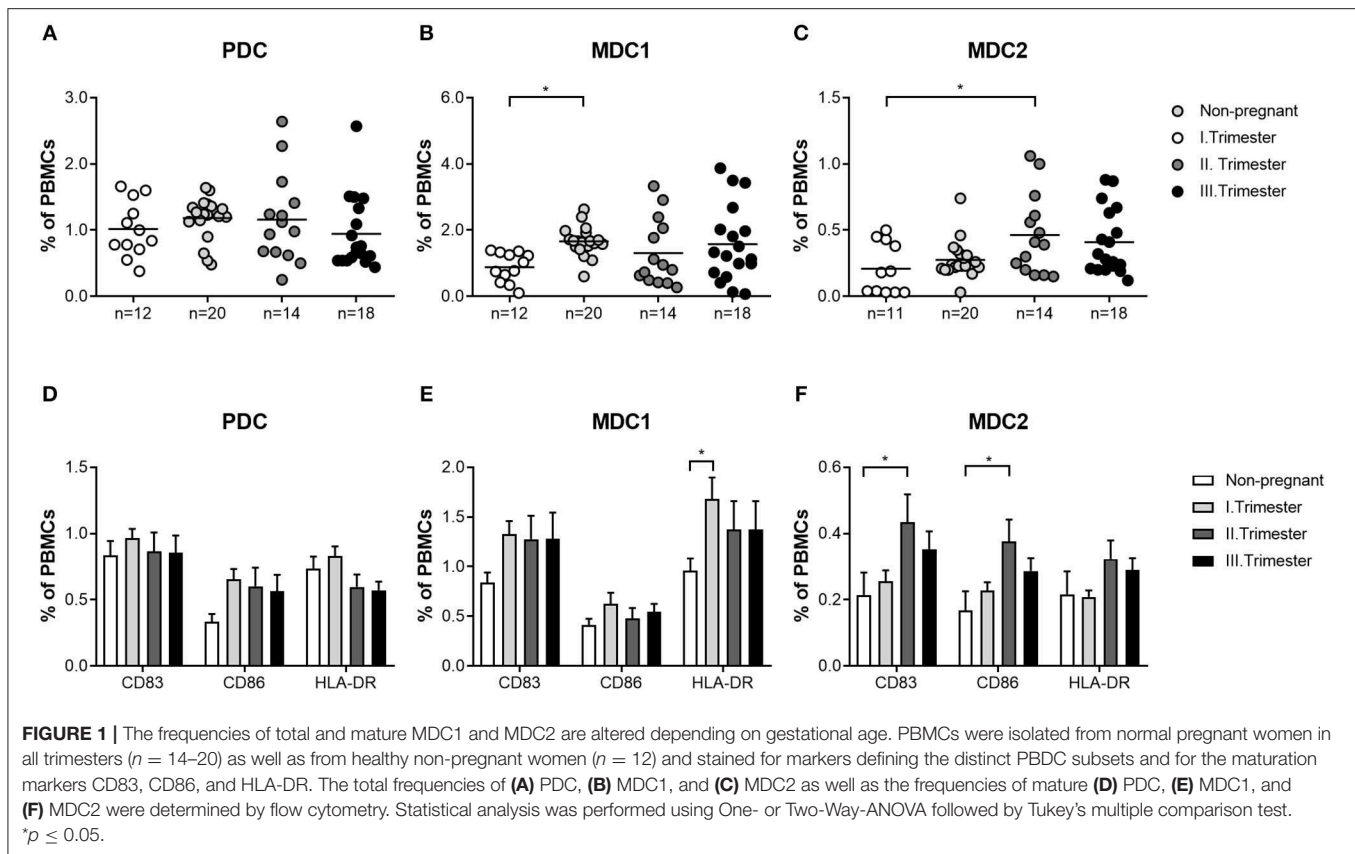 A
PDC
% of PBMCs
3.0
2.0
1.0
0.0
n=12
n=20
n=14
n=18
B
MDC1
% of PBMCs
6.0
4.0
2.0
0.0
*
n=12
n=20
n=14
n=18
C
MDC2
% of PBMCs
1.5
1.0
0.5
0.0
*
n=11
n=20
n=14
n=18
Non-pregnant
I.Trimester
II. Trimester
III.Trimester
D
PDC
% of PBMCs
1.5
1.0
0.5
0.0
CD83
CD86
HLA-DR
E
MDC1
% of PBMCs
2.0
1.5
1.0
0.5
0.0
*
CD83
CD86
HLA-DR
F
MDC2
% of PBMCs
0.6
0.4
0.2
0.0
*
*
CD83
CD86
HLA-DR
Non-pregnant
I.Trimester
II.Trimester
III.Trimester
FIGURE 1 | The frequencies of total and mature MDC1 and MDC2 are altered depending on gestational age. PBMCs were isolated from normal pregnant women in
all trimesters (n = 14–20) as well as from healthy non-pregnant women (n = 12) and stained for markers defining the distinct PBDC subsets and for the maturation
markers CD83, CD86, and HLA-DR. The total frequencies of (A) PDC, (B) MDC1, and (C) MDC2 as well as the frequencies of mature (D) PDC, (E) MDC1, and
(F) MDC2 were determined by flow cytometry. Statistical analysis was performed using One- or Two-Way-ANOVA followed by Tukey's multiple comparison test.
*p ≤ 0.05.